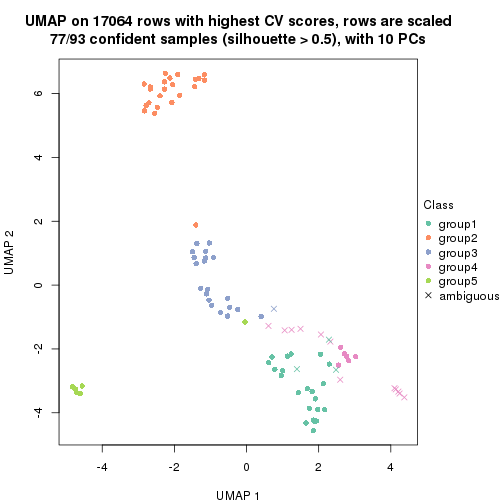 UMAP on 17064 rows with highest CV scores, rows are scaled
77/93 confident samples (silhouette > 0.5), with 10 PCs
UMAP 2
6
4
2
0
-2
-4
-4
-2
0
2
4
UMAP 1
Class
group1
group2
group3
group4
group5
ambiguous